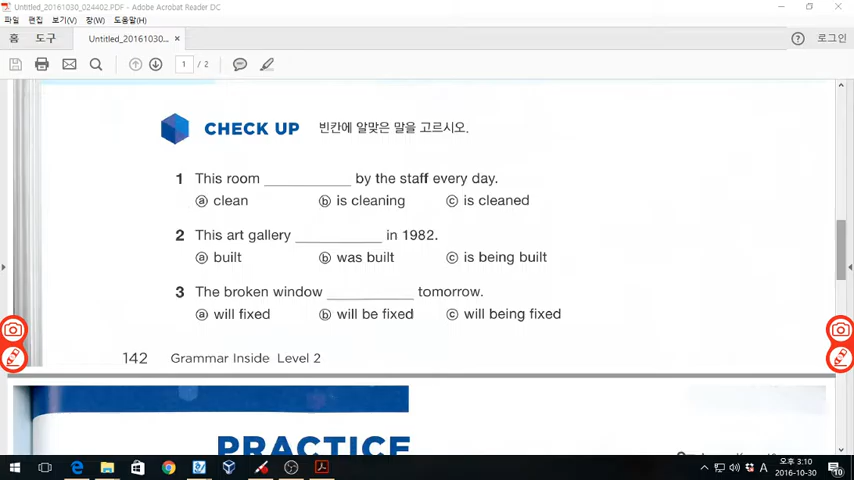 Untitled_20161030_024402.PDF - Adobe Acrobat Reader DC
파일 편집 보기(V) 창(W) 도움말(H)
홈 도구 Untitled_20161030... × ? 로그인
1 / 2
CHECK UP 빈칸에 알맞은 말을 고르시오.
1 This room __________ by the staff every day.
ⓐ clean ⓑ is cleaning ⓒ is cleaned
2 This art gallery __________ in 1982.
ⓐ built ⓑ was built ⓒ is being built
3 The broken window __________ tomorrow.
ⓐ will fixed ⓑ will be fixed ⓒ will being fixed
142 Grammar Inside Level 2
PRACTICE
A 오후 3:10
2016-10-30 10